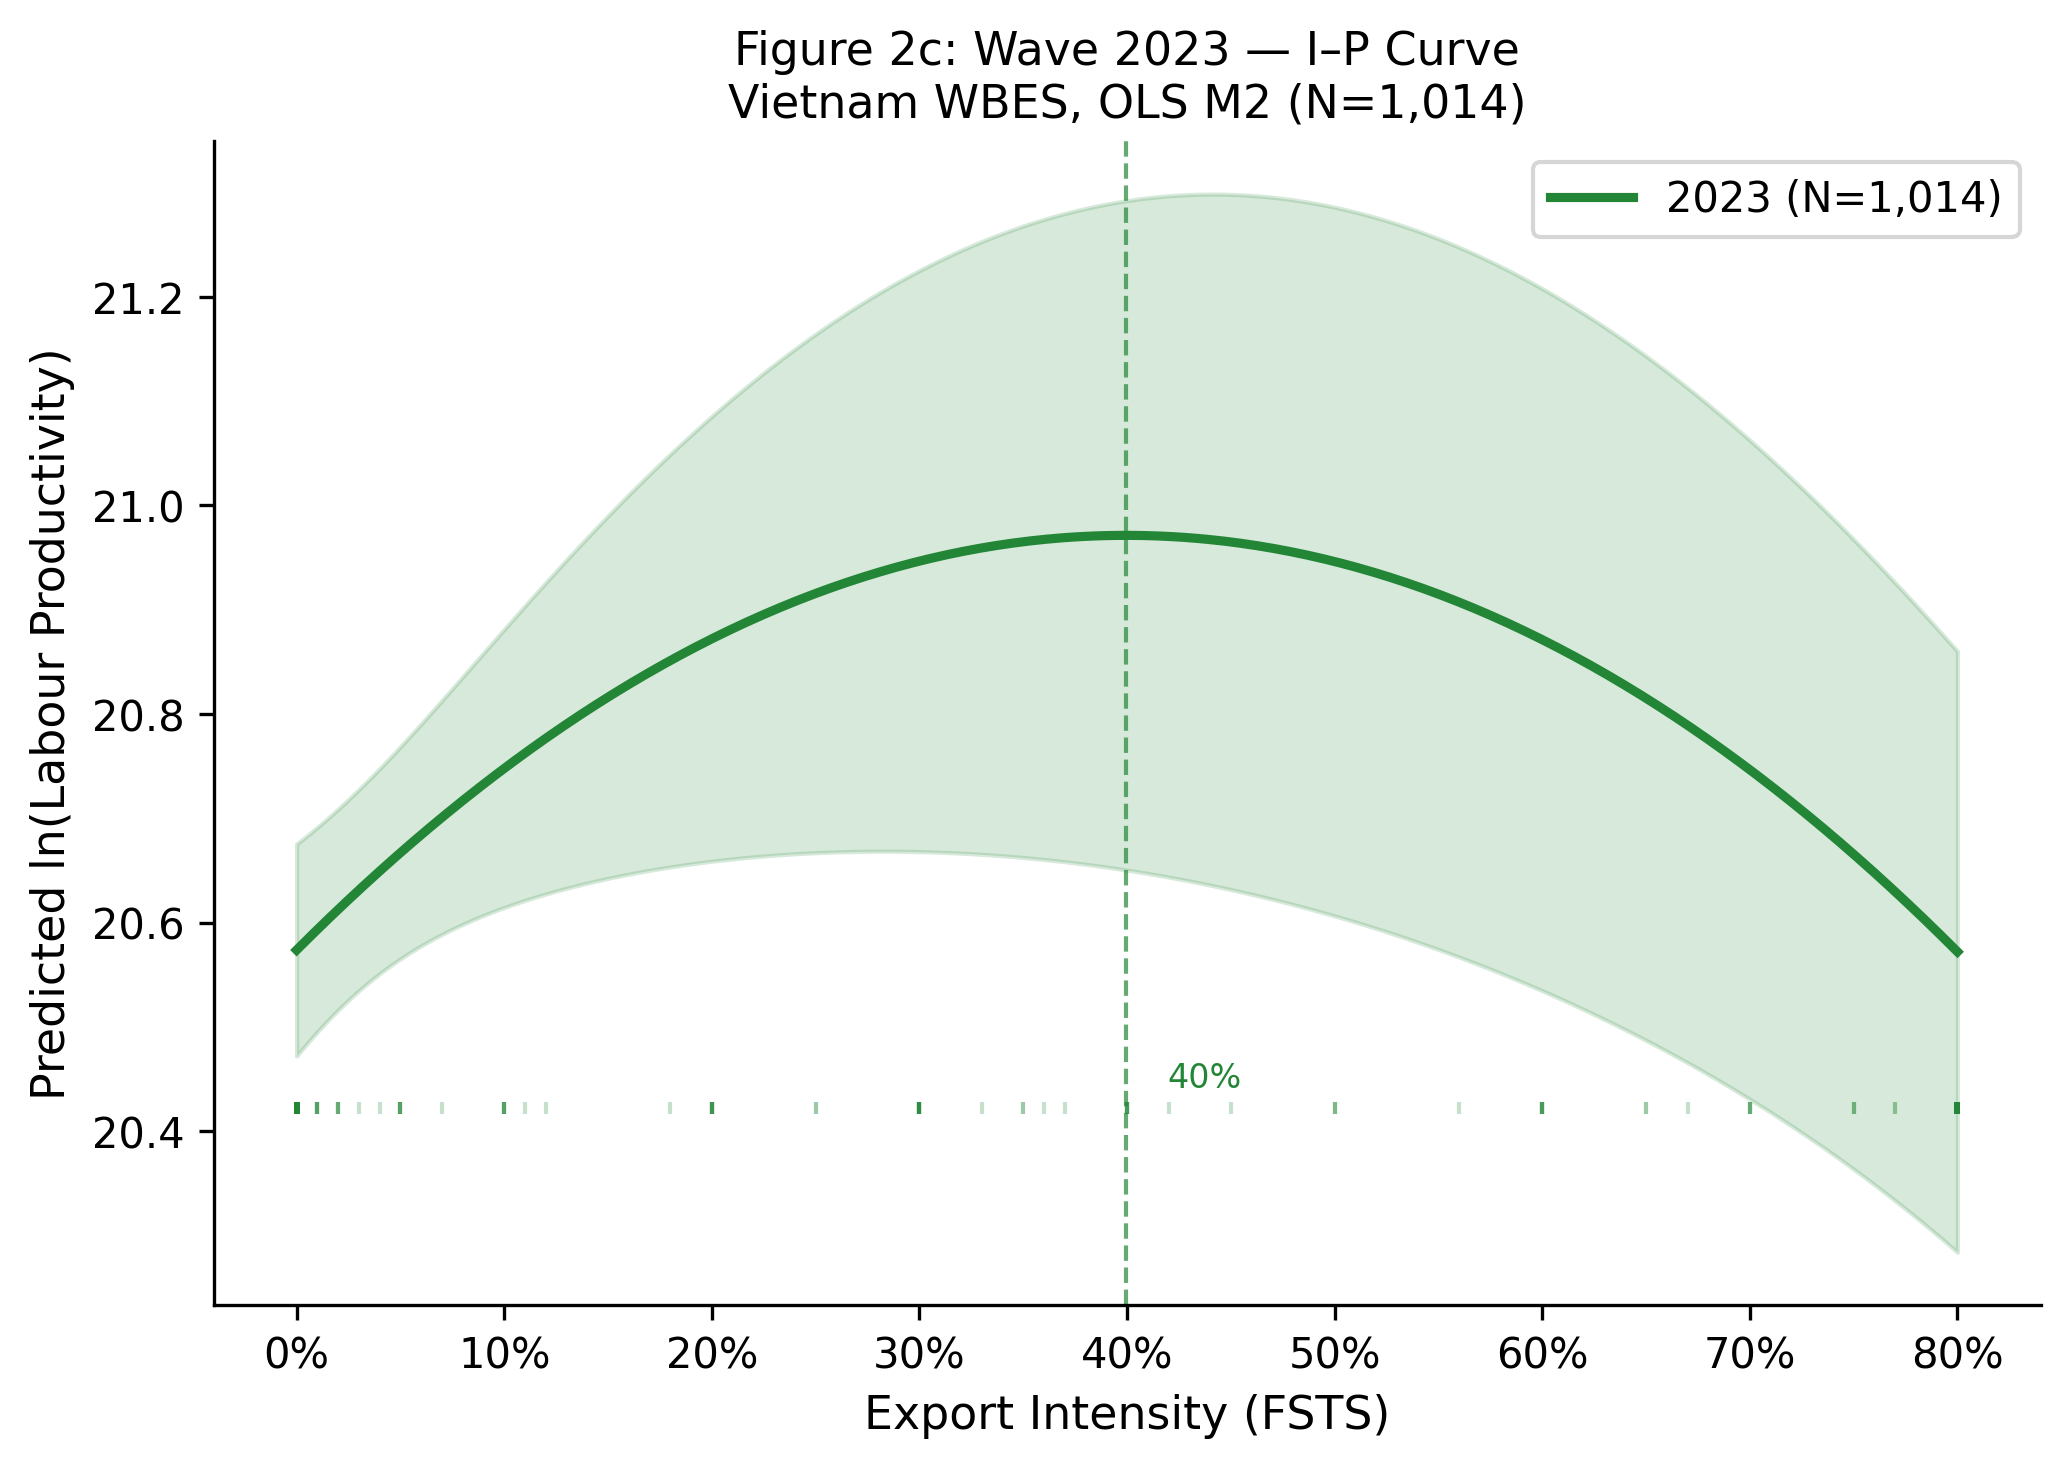 Figure 2c: Wave 2023 — I–P Curve
Vietnam WBES, OLS M2 (N=1,014)
2023 (N=1,014)
Predicted ln(Labour Productivity)
21.2
21.0
20.8
20.6
20.4
40%
0% 10% 20% 30% 40% 50% 60% 70% 80%
Export Intensity (FSTS)